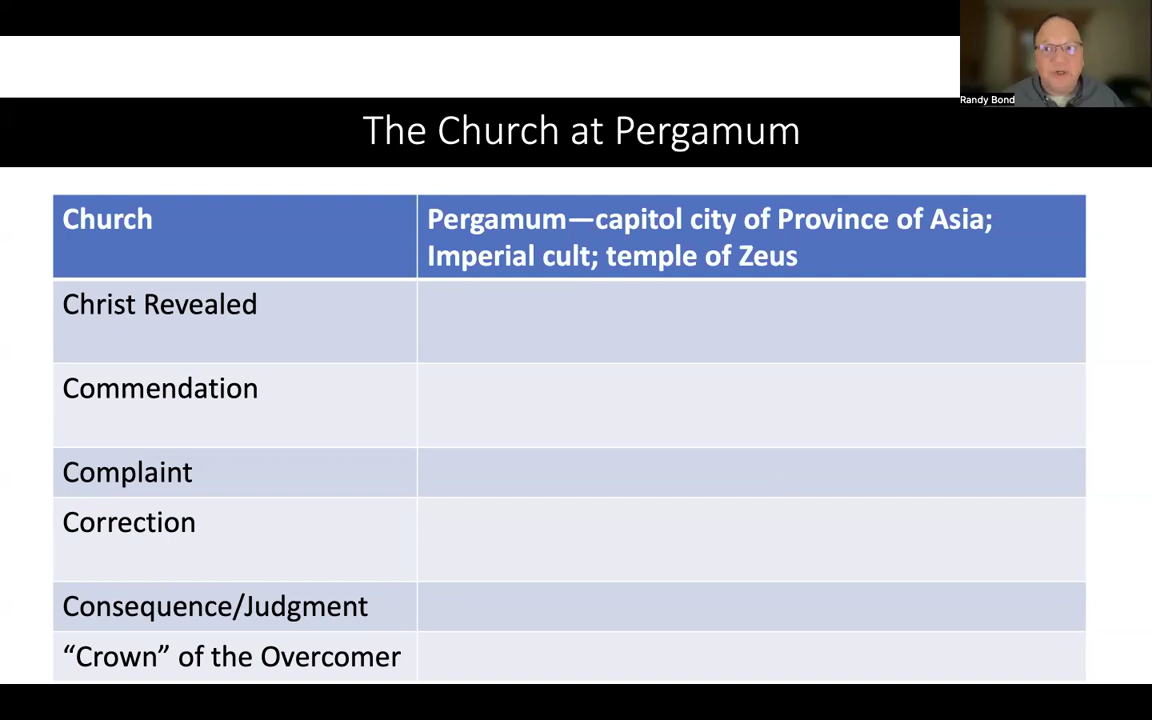 Randy Bond
The Church at Pergamum
Church
Pergamum—capitol city of Province of Asia;
Imperial cult; temple of Zeus
Christ Revealed
Commendation
Complaint
Correction
Consequence/Judgment
“Crown” of the Overcomer